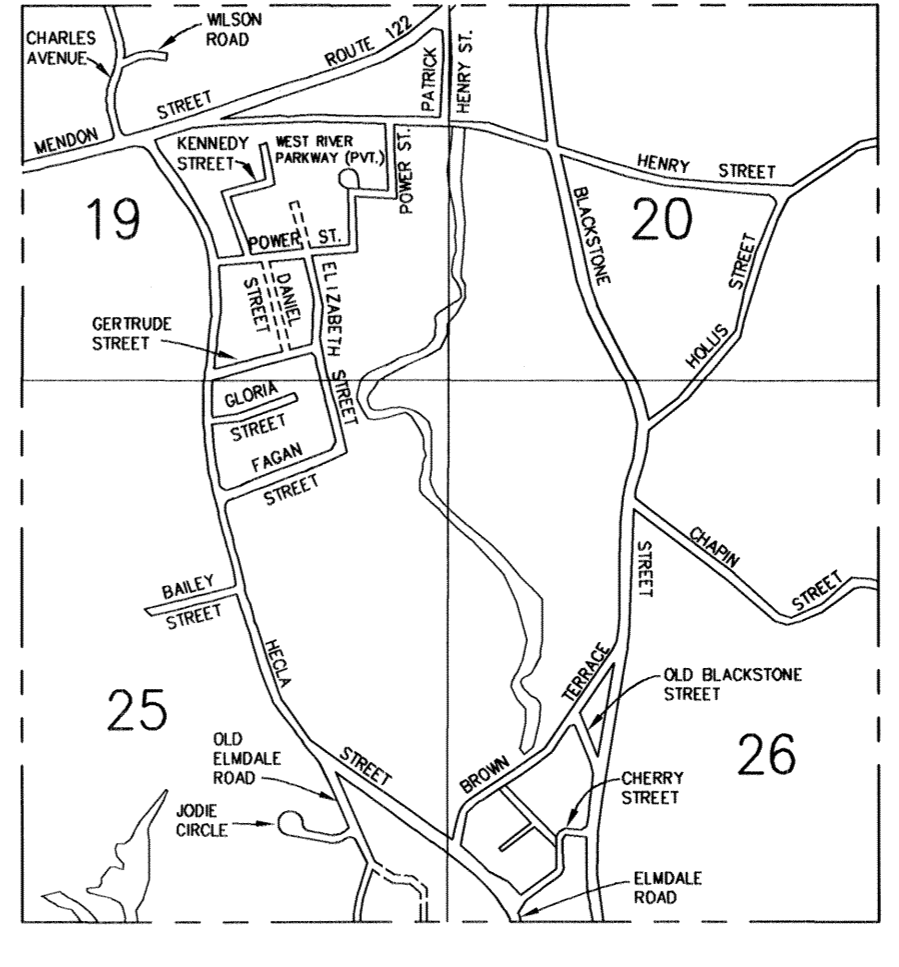 WILSON
ROAD
CHARLES
AVENUE
ROUTE 122
STREET
MENDON
PATRICK
HENRY ST.
KENNEDY
STREET
WEST RIVER
PARKWAY (PVT.)
POWER ST.
HENRY STREET
19
20
BLACKSTONE
STREET
HOLLIS
POWER ST.
DANIEL
STREET
ELIZABETH STREET
GERTRUDE
STREET
GLORIA
STREET
FAGAN
STREET
CHAPIN
STREET
STREET
BAILEY
STREET
HECLA
STREET
TERRACE
BROWN
OLD BLACKSTONE
STREET
25
26
OLD
ELMDALE
ROAD
CHERRY
STREET
JODIE
CIRCLE
ELMDALE
ROAD